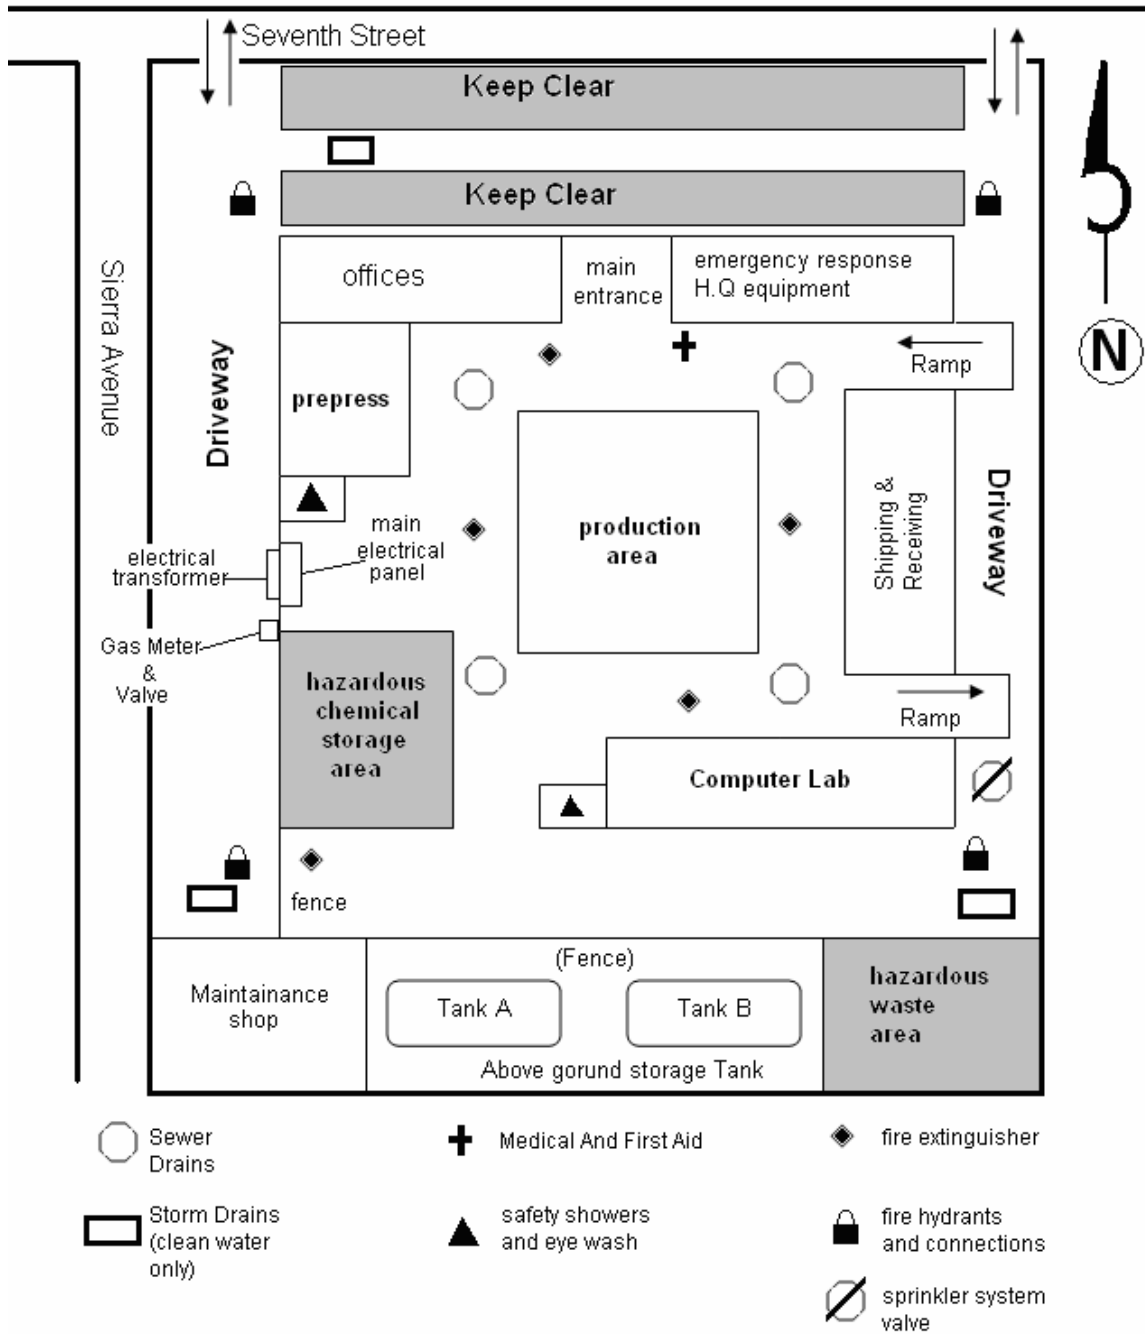 Seventh Street
Keep Clear
Keep Clear
Sierra Avenue
Driveway
offices
main
entrance
emergency response
H.Q equipment
Ramp
prepress
production
area
Shipping &
Receiving
Driveway
main
electrical
panel
electrical
transformer
Gas Meter
&
Valve
hazardous
chemical
storage
area
Ramp
Computer Lab
fence
N
Maintainance
shop
(Fence)
Tank A
Tank B
Above gorund storage Tank
hazardous
waste
area
Sewer
Drains
Medical And First Aid
fire extinguisher
Storm Drains
(clean water
only)
safety showers
and eye wash
fire hydrants
and connections
sprinkler system
valve